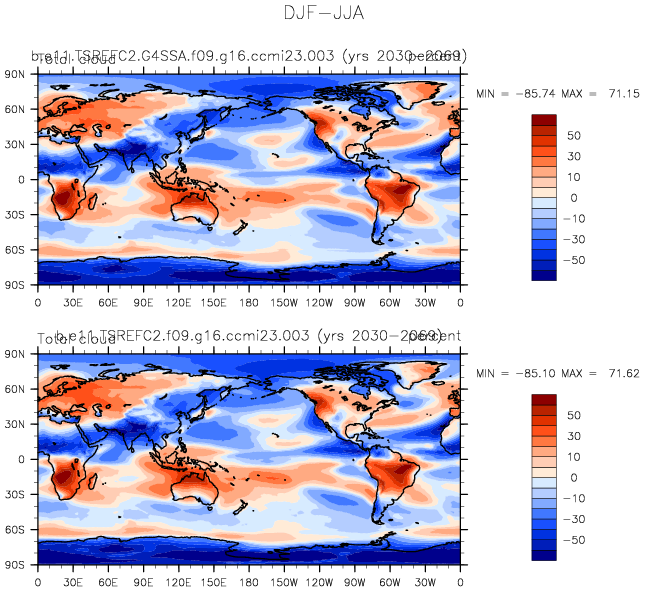 DJF-JJA
b.e11.TSREFC2.G4SSA.f09.g16.ccmi23.003 (yrs 2030-2069)
Total cloud percent
MIN = -85.74 MAX = 71.15
90N
60N
30N
0
30S
60S
90S
0 30E 60E 90E 120E 150E 180 150W 120W 90W 60W 30W 0
50
30
10
0
-10
-30
-50
b.e11.TSREFC2.f09.g16.ccmi23.003 (yrs 2030-2069)
Total cloud percent
MIN = -85.10 MAX = 71.62
90N
60N
30N
0
30S
60S
90S
0 30E 60E 90E 120E 150E 180 150W 120W 90W 60W 30W 0
50
30
10
0
-10
-30
-50